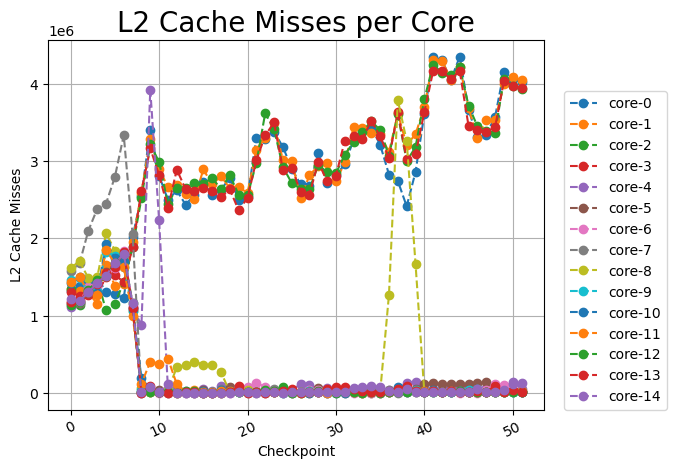 L2 Cache Misses per Core
1e6
4
3
2
1
0
L2 Cache Misses
0
10
20
30
40
50
Checkpoint
core-0
core-1
core-2
core-3
core-4
core-5
core-6
core-7
core-8
core-9
core-10
core-11
core-12
core-13
core-14